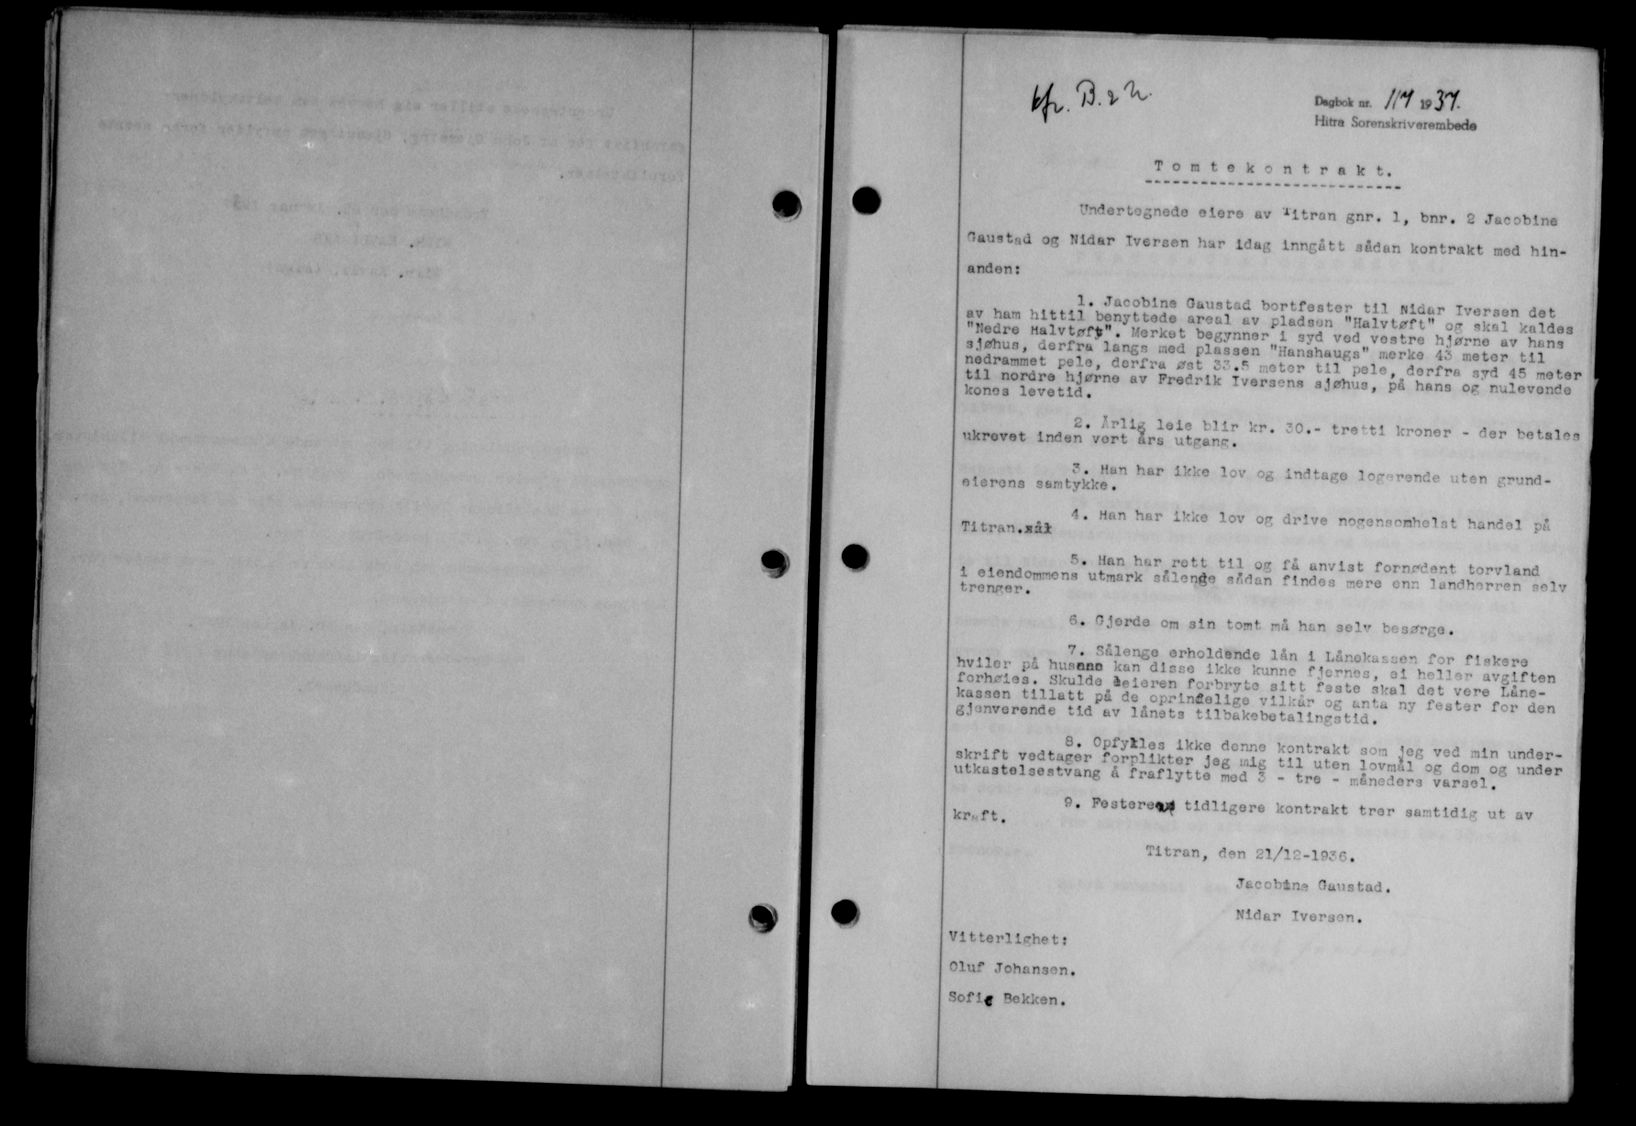 kfr. B. 2 h.
Dagbok nr. 117 1937.
Hitra Sorenskriverembede
Tomtekontrakt.
Undertegnede eiere av Titran gnr. 1, bnr. 2 Jacobine
Gaustad og Nidar Iversen har idag inngått sådan kontrakt med hin-
anden:
1. Jacobine Gaustad bortfester til Nidar Iversen det
av ham hittil benyttede areal av pladsen "Halvtøft" og skal kaldes
"Nedre Halvtøft". Merket begynner i syd ved vestre hjørne av hans
sjøhus, derfra langs med plassen "Hanshaugs" merke 43 meter til
nedrammet pele, derfra øst 33.5 meter til pele, derfra syd 45 meter
til nordre hjørne av Fredrik Iversens sjøhus, på hans og nulevende
kones levetid.
2. Årlig leie blir kr. 30.- tretti kroner - der betales
ukrevet inden vert års utgang.
3. Han har ikke lov og indtage logerende uten grund-
eierens samtykke.
4. Han har ikke lov og drive nogensomhelst handel på
Titran.
5. Han har rett til og få anvist fornødent torvland
i eiendommens utmark sålenge sådan findes mere enn landherren selv
trenger.
6. Gjerde om sin tomt må han selv besørge.
7. Sålenge erholdende lån i Lånekassen for fiskere
hviler på husene kan disse ikke kunne fjernes, ei heller avgiften
forhøies. Skulde leieren forbryte sitt feste skal det vere Låne-
kassen tillatt på de oprindelige vilkår og anta ny fester for den
gjenverende tid av lånets tilbakebetalingstid.
8. Opfylles ikke denne kontrakt som jeg ved min under-
skrift vedtager forplikter jeg mig til uten lovmål og dom og under
utkastelsestvang å fraflytte med 3 - tre - måneders varsel.
9. Festerens tidligere kontrakt trer samtidig ut av
kraft.
Titran, den 21/12-1936.
Jacobine Gaustad.
Nidar Iversen.
Vitterlighet:
Oluf Johansen.
Sofie Bekken.